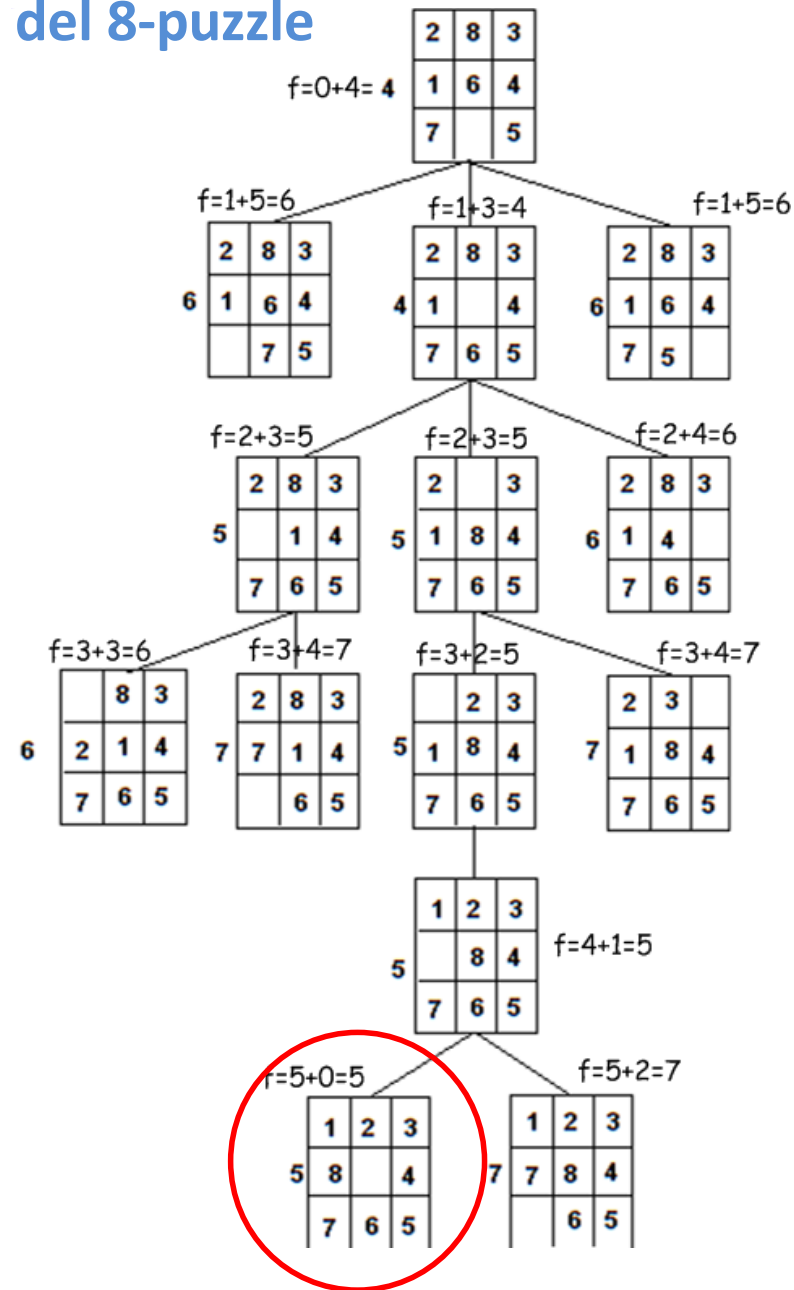 del 8-puzzle
2 8 3
f=0+4= 4 1 6 4
7 5
f=1+5=6 f=1+3=4 f=1+5=6
2 8 3 2 8 3 2 8 3
6 1 6 4 4 1 4 6 1 6 4
7 5 7 6 5 7 5
f=2+3=5 f=2+3=5 f=2+4=6
2 8 3 2 3 2 8 3
5 1 4 5 1 8 4 6 1 4
7 6 5 7 6 5 7 6 5
f=3+3=6 f=3+4=7 f=3+2=5 f=3+4=7
8 3 2 8 3 2 3 2 3
6 2 1 4 7 7 1 4 5 1 8 4 7 1 8 4
7 6 5 6 5 7 6 5 7 6 5
1 2 3
5 8 4 f=4+1=5
7 6 5
f=5+0=5 f=5+2=7
1 2 3 1 2 3
5 8 4 7 7 8 4
7 6 5 6 5